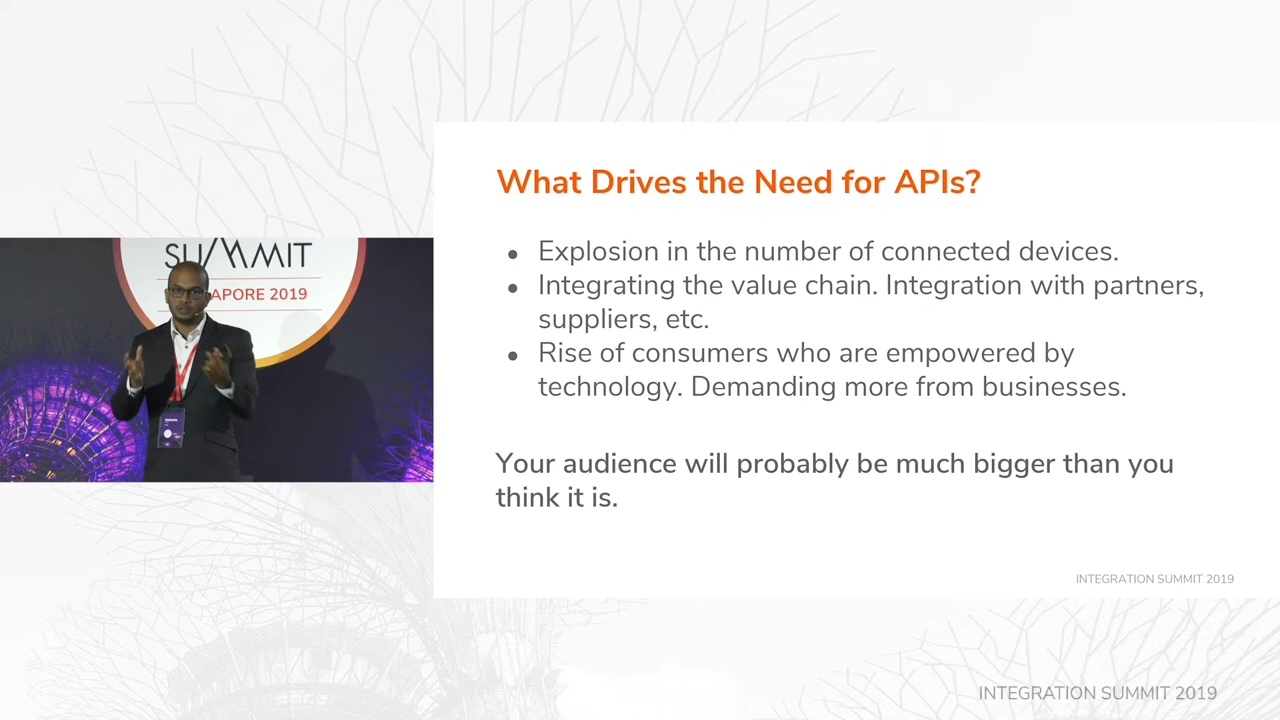 SUMMIT
APORE 2019
What Drives the Need for APIs?
● Explosion in the number of connected devices.
● Integrating the value chain. Integration with partners,
suppliers, etc.
● Rise of consumers who are empowered by
technology. Demanding more from businesses.
Your audience will probably be much bigger than you
think it is.
INTEGRATION SUMMIT 2019
INTEGRATION SUMMIT 2019